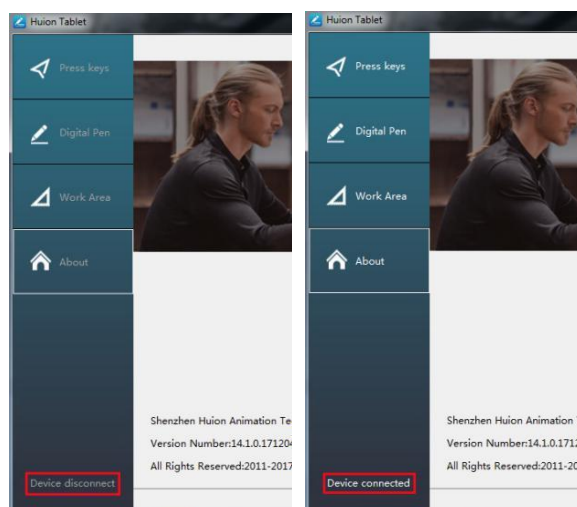 Huion Tablet
Press keys
Digital Pen
Work Area
About
Shenzhen Huion Animation Te
Version Number:14.1.0.171204
All Rights Reserved:2011-2017
Device disconnect
Huion Tablet
Press keys
Digital Pen
Work Area
About
Shenzhen Huion Animation
Version Number:14.1.0.1712
All Rights Reserved:2011-20
Device connected